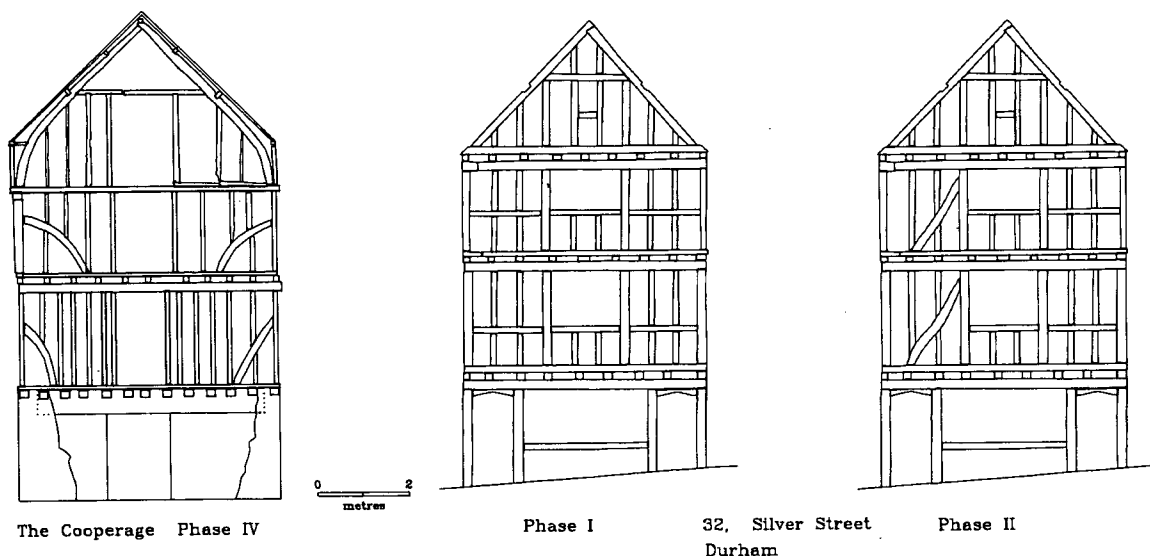 0 2
metres
The Cooperage Phase IV
Phase I
32, Silver Street
Durham
Phase II